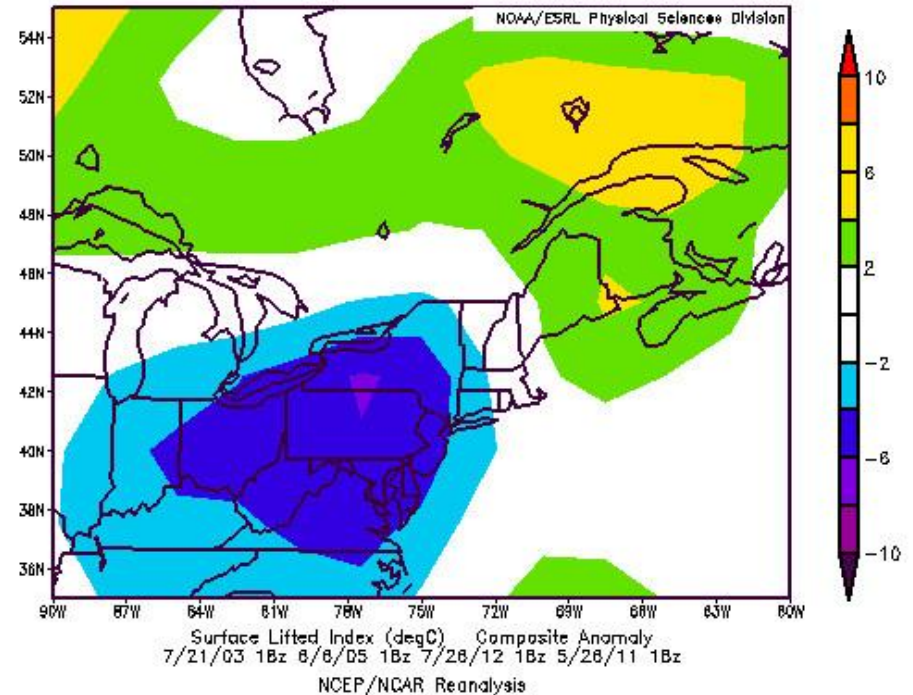 NOAA/ESRL Physical Sciences Division
54N
52N
50N
48N
46N
44N
42N
40N
38N
36N
90W 87W 84W 81W 78W 75W 72W 69W 66W 63W 60W
10
6
2
-2
-6
-10
Surface Lifted Index (degC) Composite Anomaly
7/21/03 18z 6/6/05 18z 7/26/12 18z 5/26/11 18z
NCEP/NCAR Reanalysis